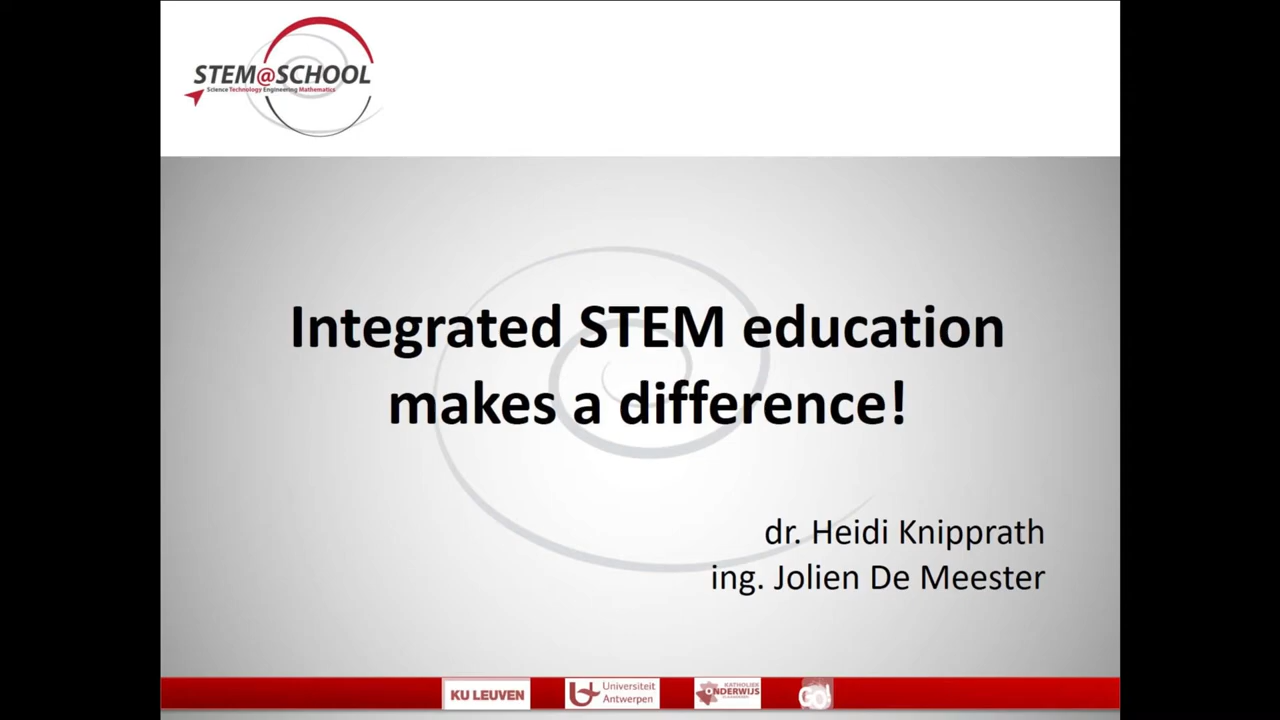 STEM@SCHOOL
Science Technology Engineering Mathematics
Integrated STEM education
makes a difference!
dr. Heidi Knipprath
ing. Jolien De Meester
KU LEUVEN
Universiteit
Antwerpen
KATHOLIEK
ONDERWIJS
GO!